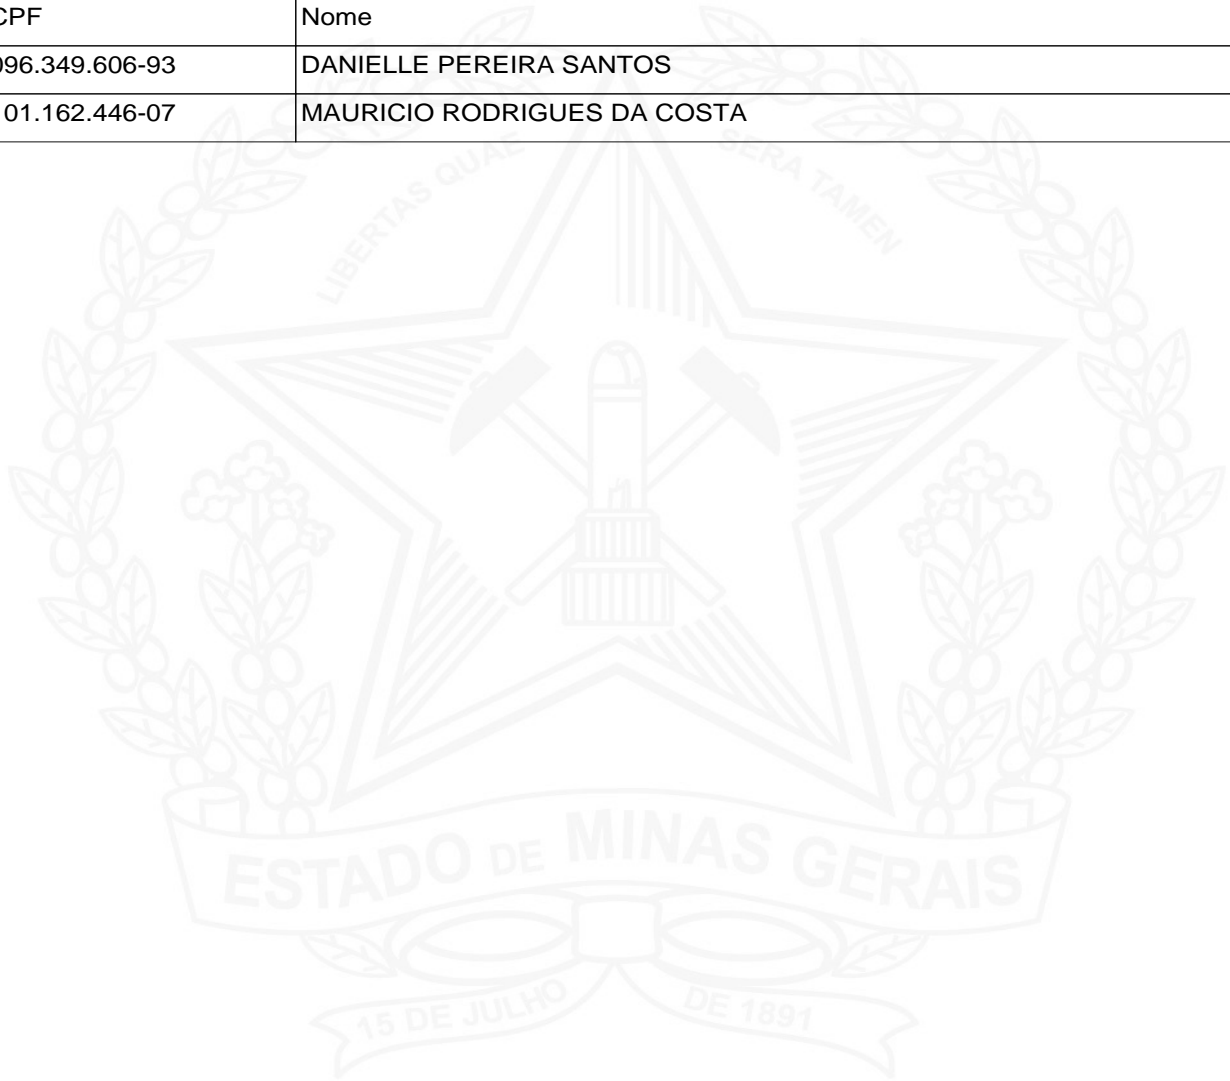 CPF Nome
096.349.606-93 DANIELLE PEREIRA SANTOS
01.162.446-07 MAURICIO RODRIGUES DA COSTA
LIBERTAS QUAE SERA TAMEN
ESTADO DE MINAS GERAIS
15 DE JULHO DE 1891